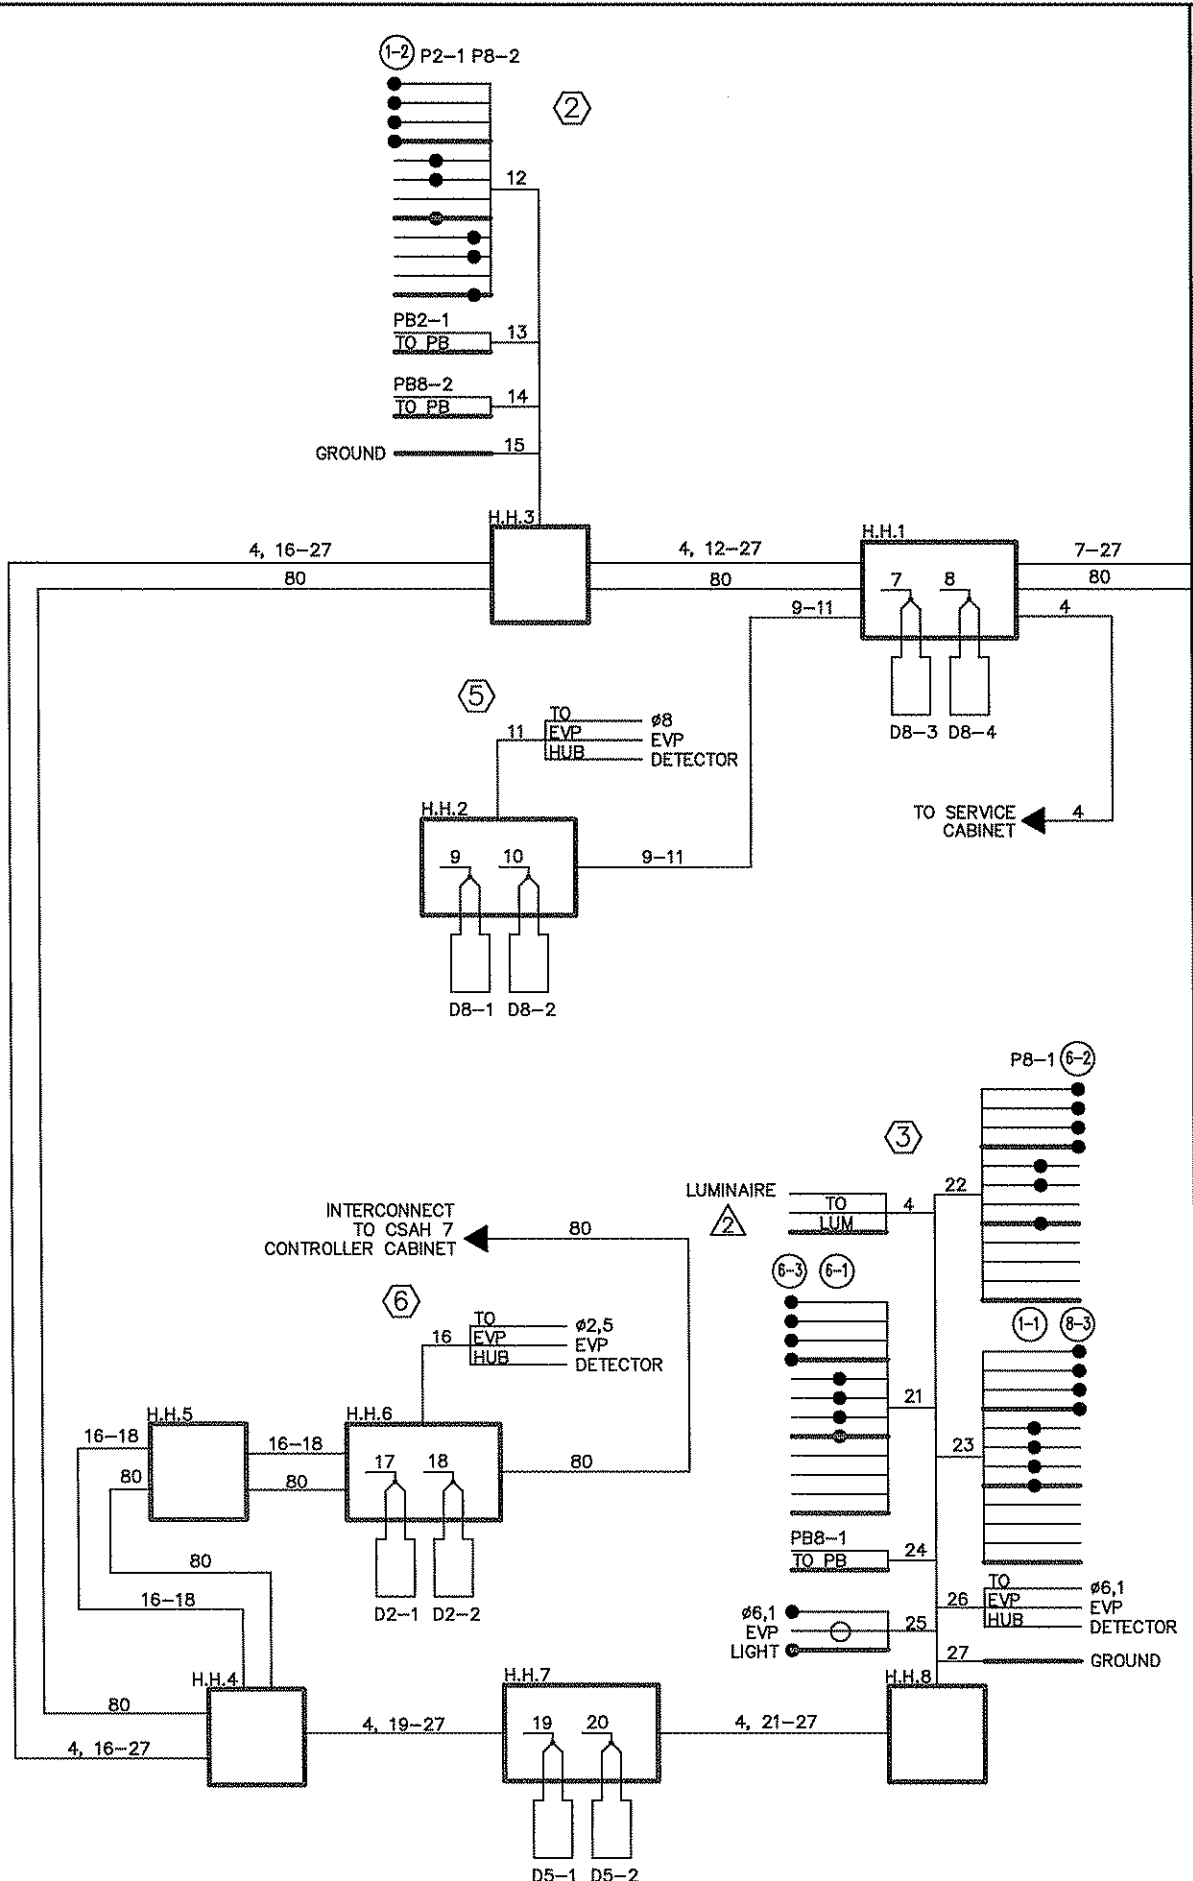 1-2 P2-1 P8-2
2
12
PB2-1
TO PB
13
PB8-2
TO PB
14
GROUND
15
H.H.3
4, 16-27
80
4, 12-27
80
H.H.1
7
8
7-27
80
4
9-11
D8-3 D8-4
TO SERVICE
CABINET
4
5
11
TO
EVP
HUB
ø8
EVP
DETECTOR
H.H.2
9
10
9-11
D8-1 D8-2
P8-1 6-2
3
22
LUMINAIRE
2
TO
LUM
4
INTERCONNECT
TO CSAH 7
CONTROLLER CABINET
80
6-3 6-1
21
1-1 8-3
23
6
16
TO
EVP
HUB
ø2,5
EVP
DETECTOR
H.H.5
16-18
80
16-18
80
H.H.6
17
18
80
D2-1 D2-2
80
16-18
PB8-1
TO PB
24
ø6,1
EVP
LIGHT
25
26
TO
EVP
HUB
ø6,1
EVP
DETECTOR
27
GROUND
H.H.4
80
4, 16-27
4, 19-27
H.H.7
19
20
4, 21-27
H.H.8
D5-1 D5-2